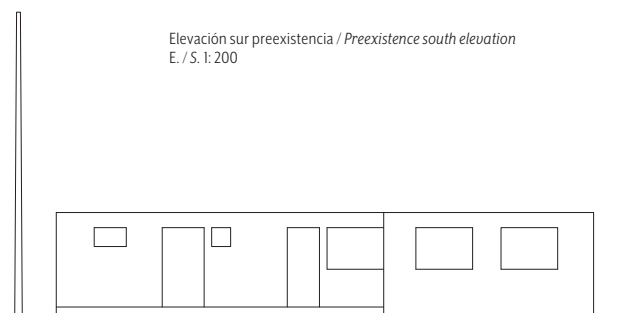 Elevación sur preexistencia / Preexistence south elevation
E. / S. 1: 200